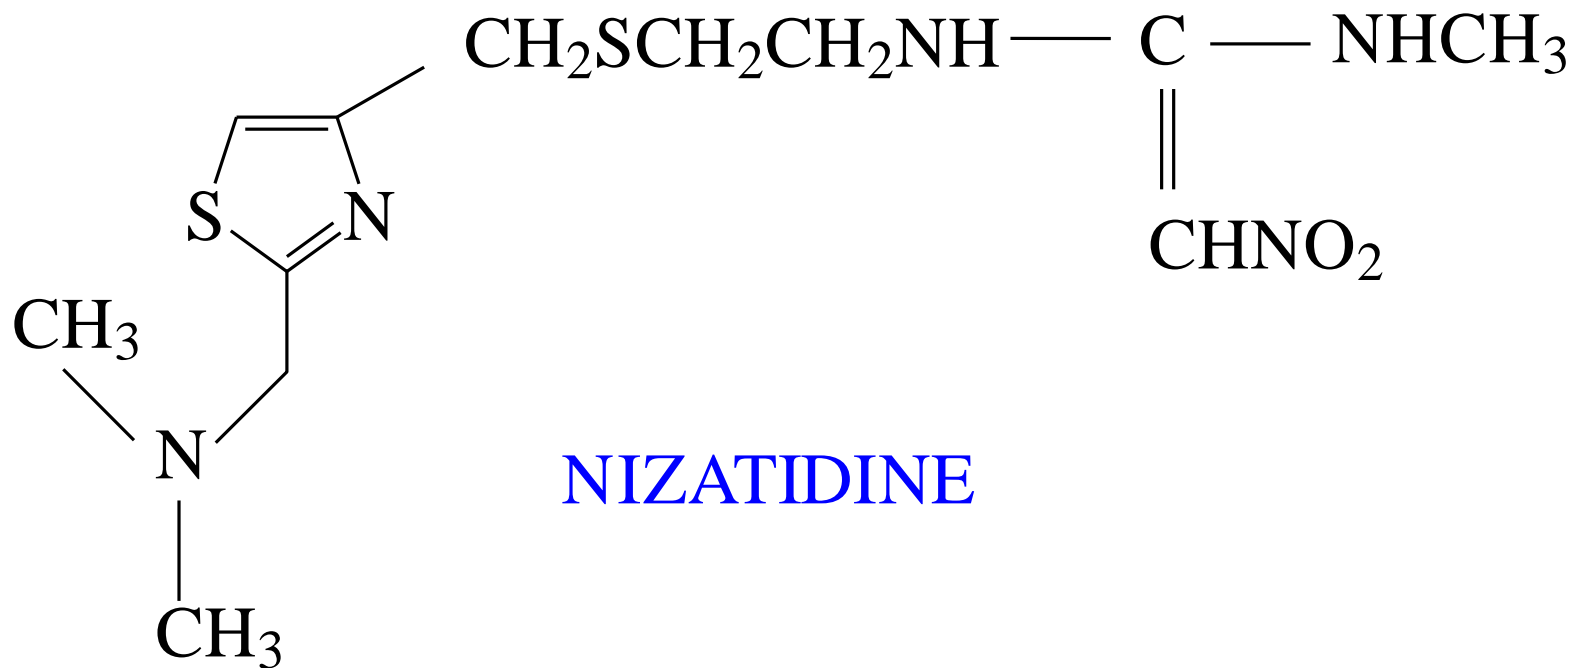 CH₂SCH₂CH₂NH C NHCH₃
S N CHNO₂
CH₃
N
NIZATIDINE
CH₃